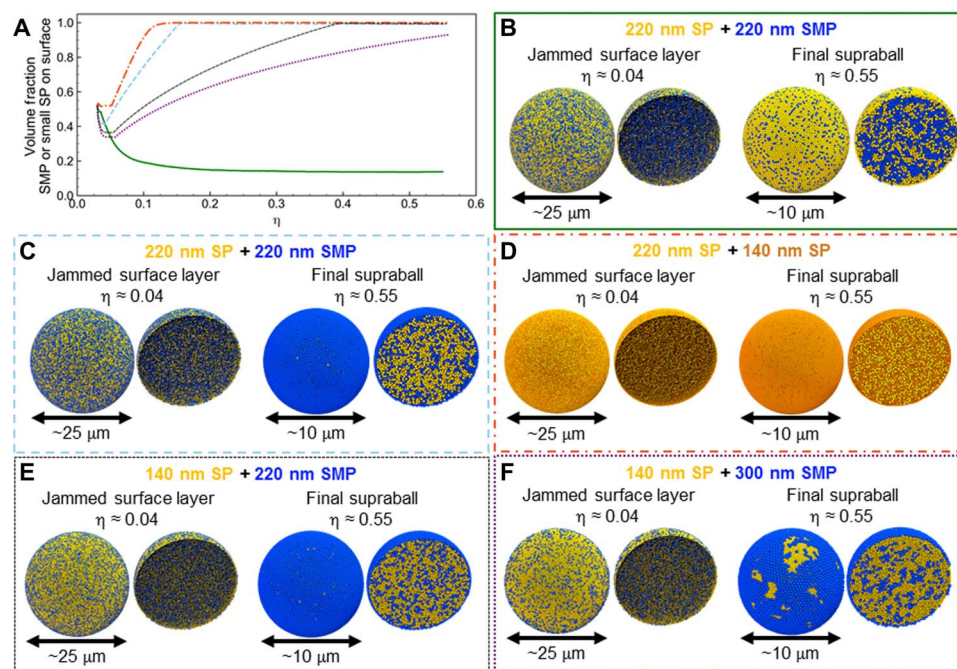 A
Volume fraction
SMP or small SP on surface
1.0
0.8
0.6
0.4
0.2
0.0
0.0 0.1 0.2 0.3 0.4 0.5 0.6
η
B
220 nm SP + 220 nm SMP
Jammed surface layer Final supraball
η ≈ 0.04 η ≈ 0.55
~25 μm ~10 μm
C
220 nm SP + 220 nm SMP
Jammed surface layer Final supraball
η ≈ 0.04 η ≈ 0.55
~25 μm ~10 μm
D
220 nm SP + 140 nm SP
Jammed surface layer Final supraball
η ≈ 0.04 η ≈ 0.55
~25 μm ~10 μm
E
140 nm SP + 220 nm SMP
Jammed surface layer Final supraball
η ≈ 0.04 η ≈ 0.55
~25 μm ~10 μm
F
140 nm SP + 300 nm SMP
Jammed surface layer Final supraball
η ≈ 0.04 η ≈ 0.55
~25 μm ~10 μm